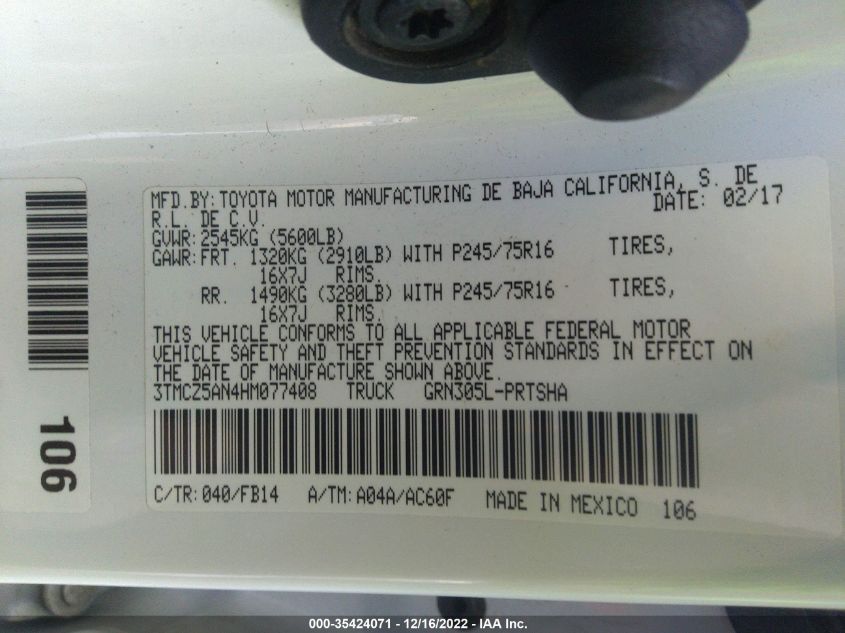 MFD.BY: TOYOTA MOTOR MANUFACTURING DE BAJA CALIFORNIA, S. DE
R.L. DE C.V. DATE: 02/17
GVWR: 2545KG (5600LB)
GAWR: FRT. 1320KG (2910LB) WITH P245/75R16 TIRES,
16X7J RIMS.
RR. 1490KG (3280LB) WITH P245/75R16 TIRES,
16X7J RIMS.
THIS VEHICLE CONFORMS TO ALL APPLICABLE FEDERAL MOTOR
VEHICLE SAFETY AND THEFT PREVENTION STANDARDS IN EFFECT ON
THE DATE OF MANUFACTURE SHOWN ABOVE.
3TMCZ5AN4HM077408 TRUCK GRN305L-PRTSHA
C/TR: 040/FB14 A/TM: A04A/AC60F MADE IN MEXICO 106
106
000-35424071 - 12/16/2022 - IAA Inc.